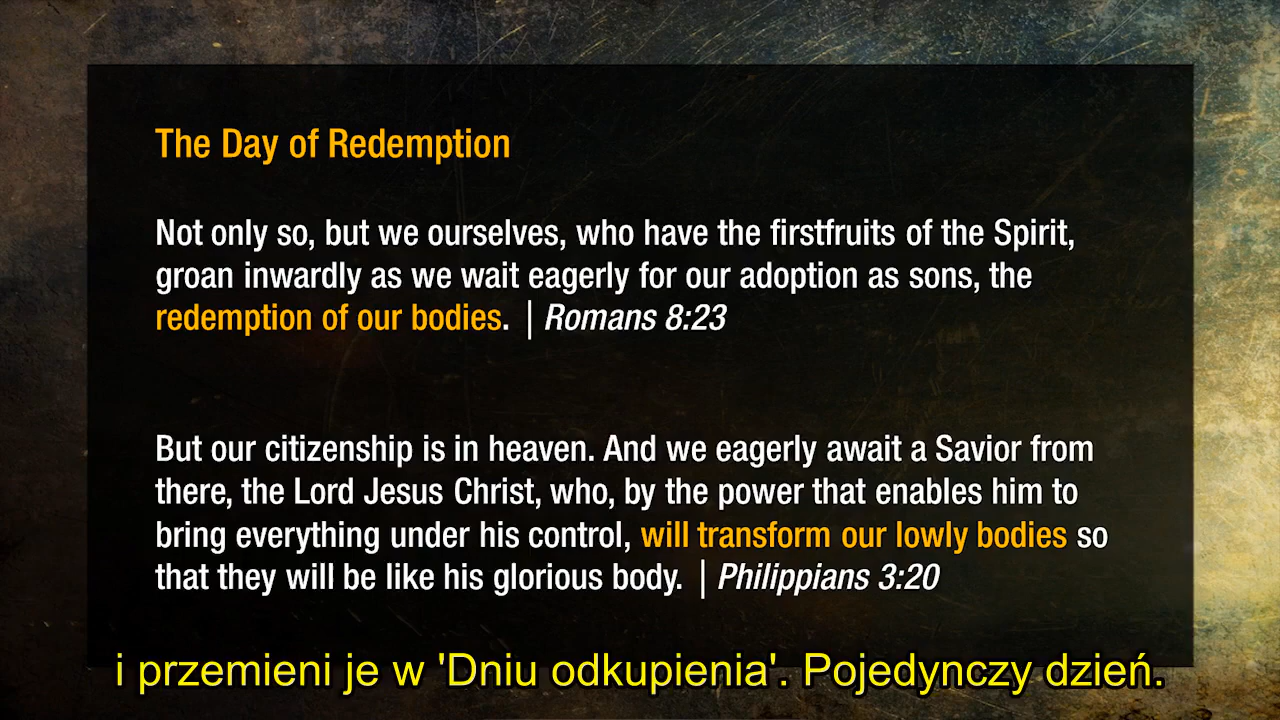 The Day of Redemption
Not only so, but we ourselves, who have the firstfruits of the Spirit,
groan inwardly as we wait eagerly for our adoption as sons, the
redemption of our bodies. | Romans 8:23
But our citizenship is in heaven. And we eagerly await a Savior from
there, the Lord Jesus Christ, who, by the power that enables him to
bring everything under his control, will transform our lowly bodies so
that they will be like his glorious body. | Philippians 3:20
i przemieni je w 'Dniu odkupienia'. Pojedynczy dzień.